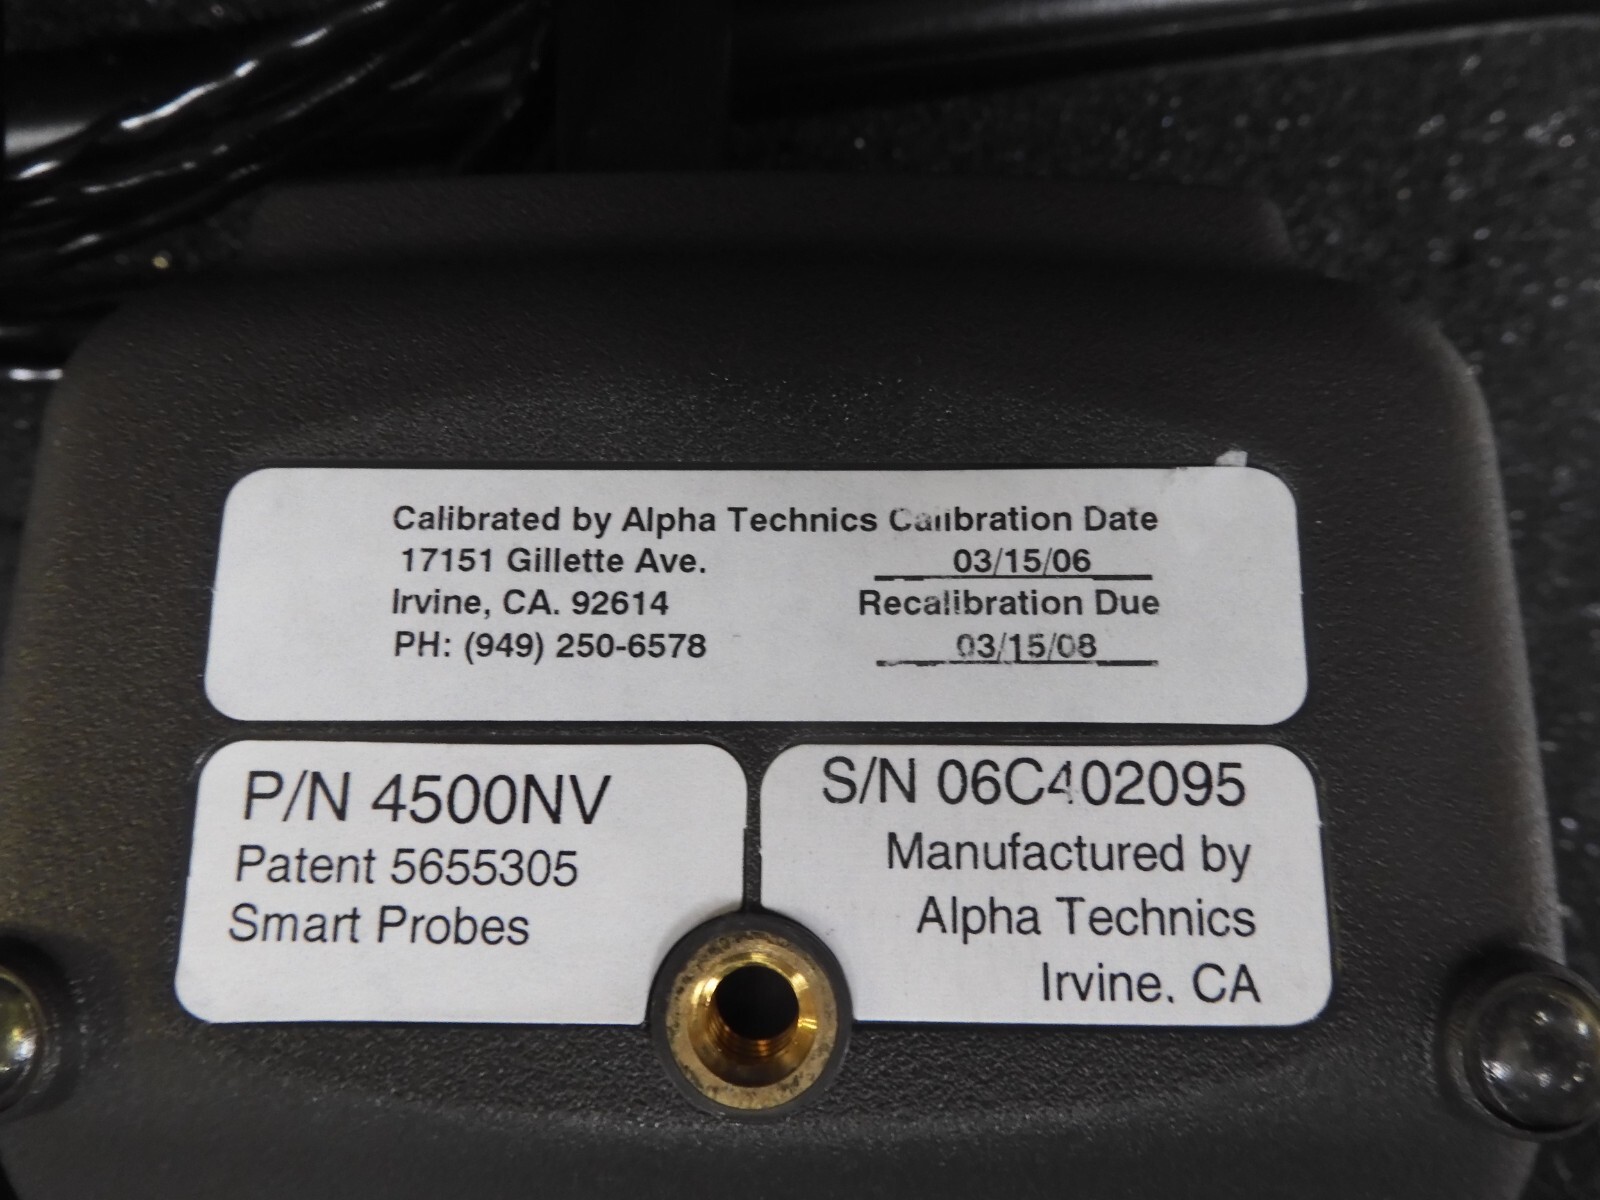 Calibrated by Alpha Technics Calibration Date
17151 Gillette Ave. 03/15/06
Irvine, CA. 92614 Recalibration Due
PH: (949) 250-6578 03/15/08
P/N 4500NV
Patent 5655305
Smart Probes
S/N 06C402095
Manufactured by
Alpha Technics
Irvine. CA